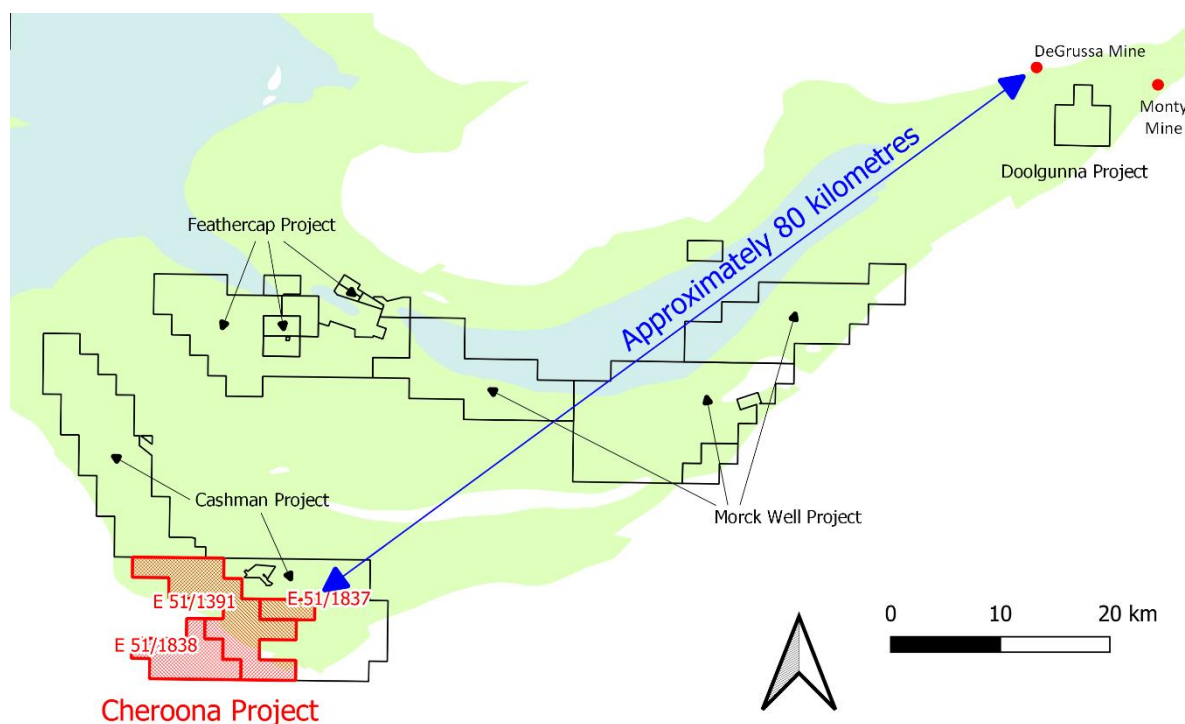 DeGrussa Mine
Monty
Mine
Doolgunna Project
Approximately 80 kilometres
Feathercap Project
Cashman Project
Morck Well Project
E 51/1391
E 51/1837
E 51/1838
0 10 20 km
Cheroona Project